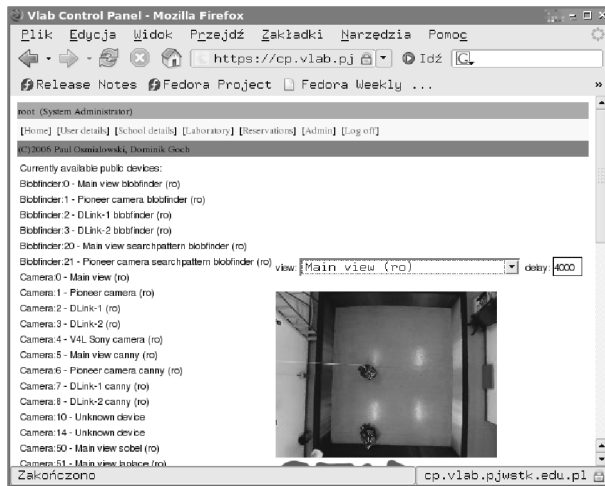 Vlab Control Panel - Mozilla Firefox
Plik Edycja Widok Przejdź Zakładki Narzędzia Pomoc
https://cp.vlab.pj Idź
Release Notes Fedora Project Fedora Weekly ... »
root (System Administrator)
[Home] [User details] [School details] [Laboratory] [Reservations] [Admin] [Log off]
(C)2006 Paul Osmialowski, Dominik Goch
Currently available public devices:
Blobfinder:0 - Main view blobfinder (ro)
Blobfinder:1 - Pioneer camera blobfinder (ro)
Blobfinder:2 - DLink-1 blobfinder (ro)
Blobfinder:3 - DLink-2 blobfinder (ro)
Blobfinder:20 - Main view searchpattern blobfinder (ro)
Blobfinder:21 - Pioneer camera searchpattern blobfinder (ro) view: Main view (ro) delay: 4000
Camera:0 - Main view (ro)
Camera:1 - Pioneer camera (ro)
Camera:2 - DLink-1 (ro)
Camera:3 - DLink-2 (ro)
Camera:4 - V4L Sony camera (ro)
Camera:5 - Main view canny (ro)
Camera:6 - Pioneer camera canny (ro)
Camera:7 - DLink-1 canny (ro)
Camera:8 - DLink-2 canny (ro)
Camera:10 - Unknown device
Camera:14 - Unknown device
Camera:50 - Main view sobel (ro)
Camera:51 - Main view laplace (ro)
Zakończono cp.vlab.pjwstk.edu.pl